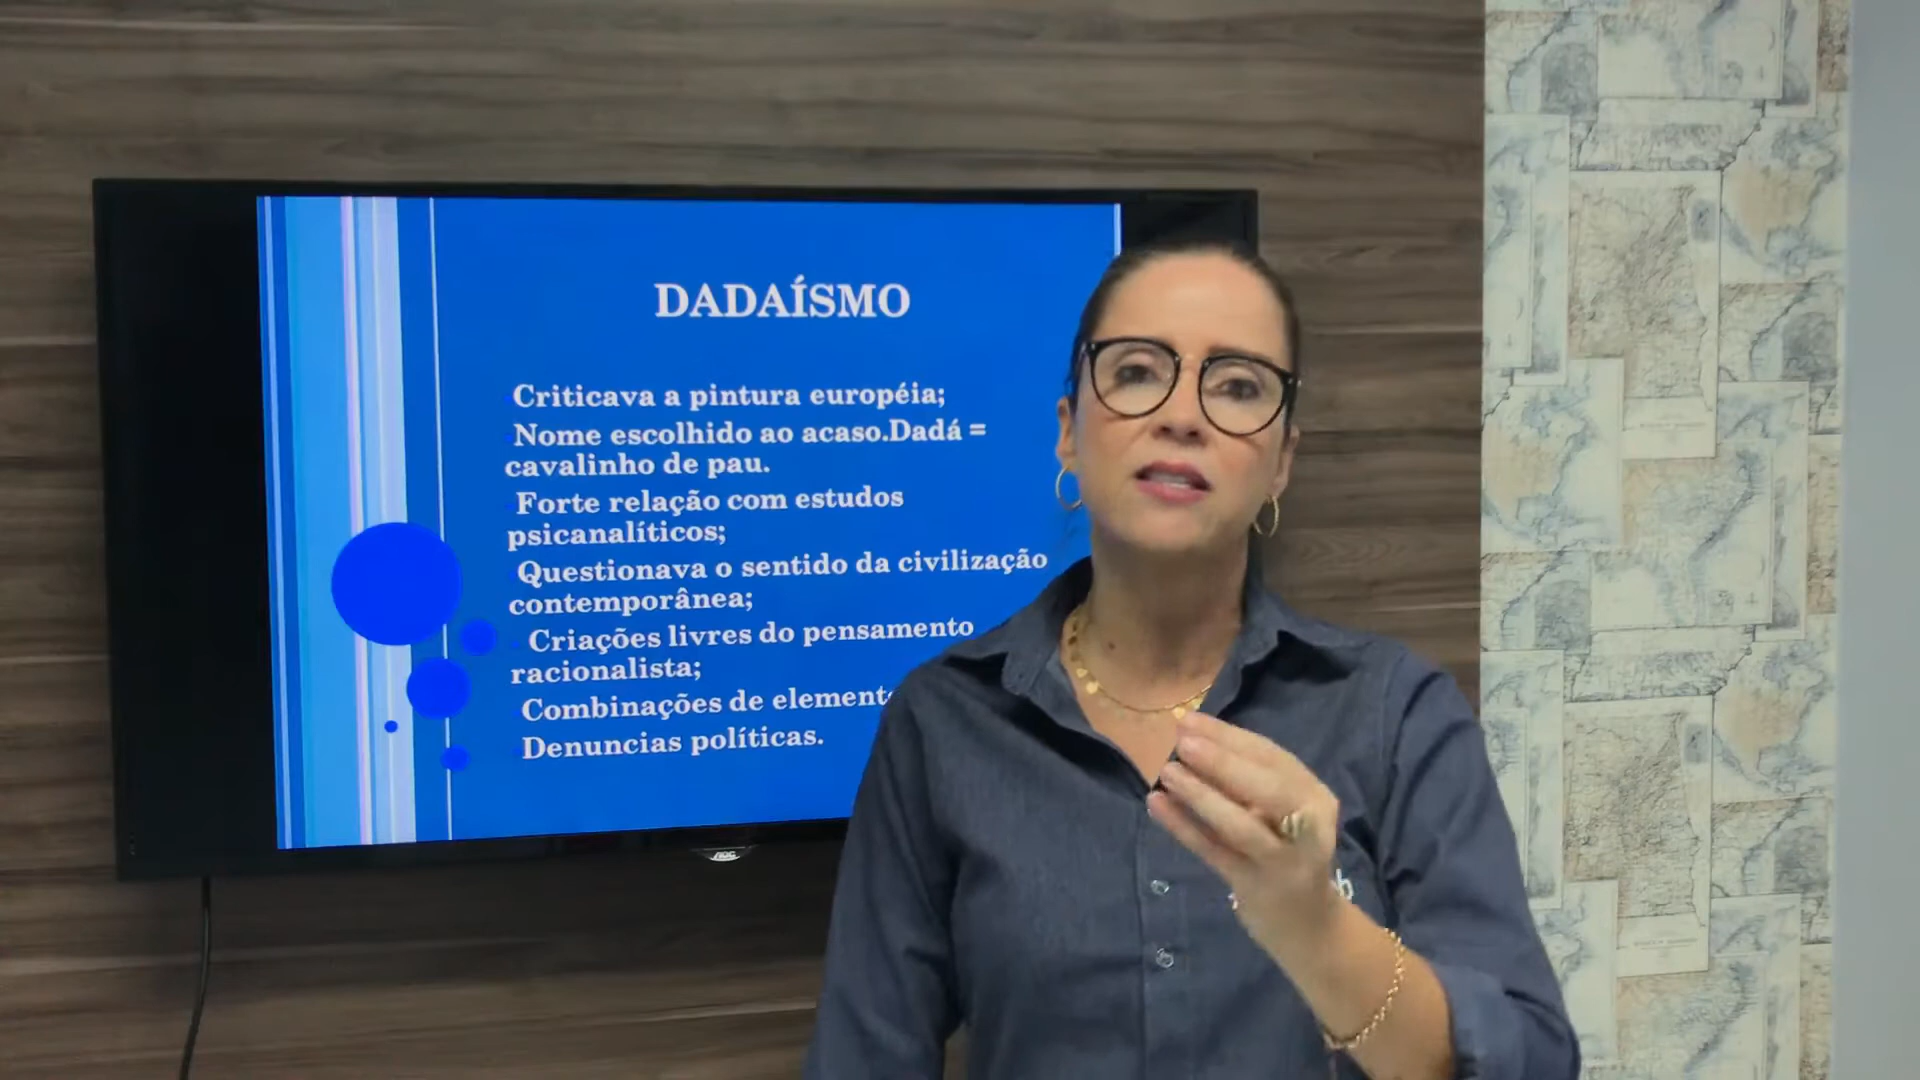 DADAÍSMO
Criticava a pintura européia;
Nome escolhido ao acaso.Dadá =
cavalinho de pau.
Forte relação com estudos
psicanalíticos;
Questionava o sentido da civilização
contemporânea;
Criações livres do pensamento
racionalista;
Combinações de
Denuncias políticas.
AOC